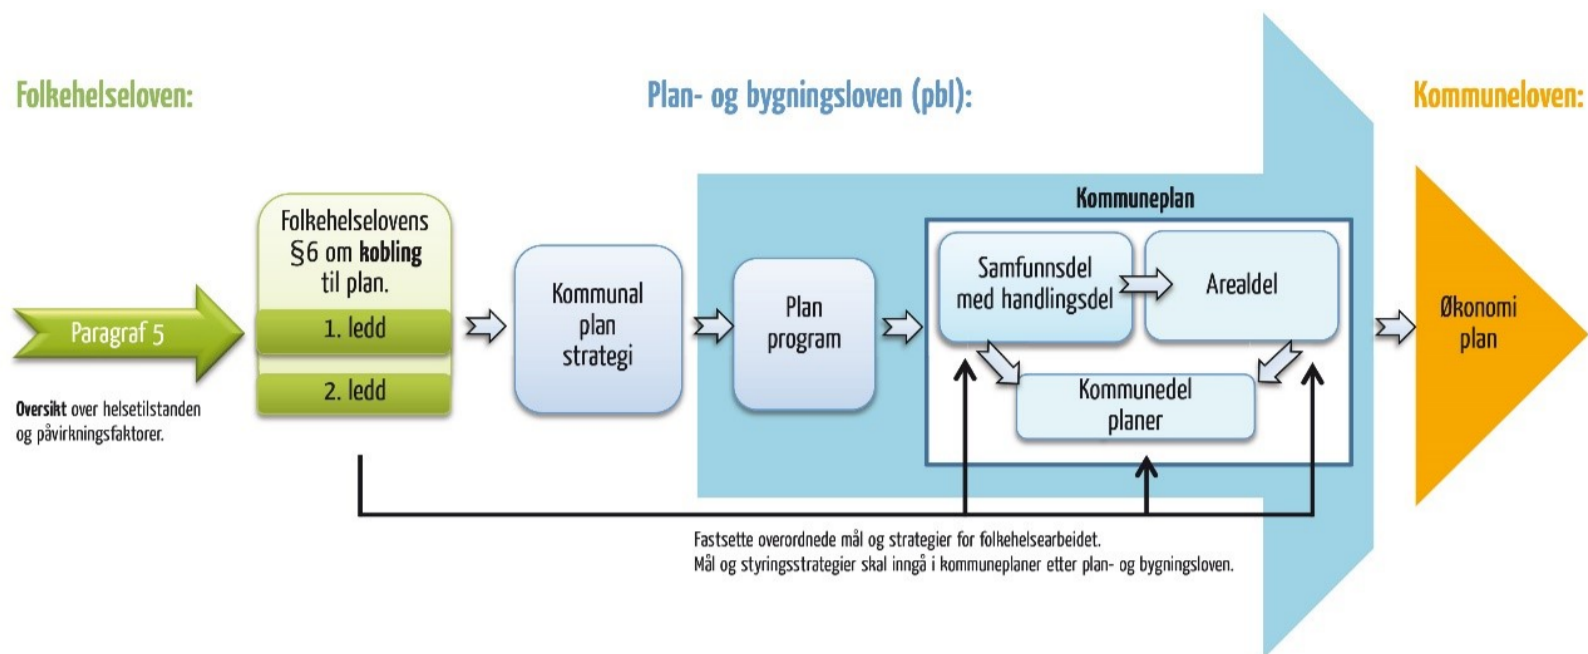 Folkehelseloven:
Plan- og bygningsloven (pbl):
Kommuneloven:
Paragraf 5
Oversikt over helsetilstanden
og påvirkningsfaktorer.
Folkehelselovens
§6 om kobling
til plan.
1. ledd
2. ledd
Kommunal
plan
strategi
Plan
program
Kommuneplan
Samfunnsdel
med handlingsdel
Arealdel
Kommunedel
planer
Økonomi
plan
Fastsette overordnede mål og strategier for folkehelsearbeidet.
Mål og styringsstrategier skal inngå i kommuneplaner etter plan- og bygningsloven.